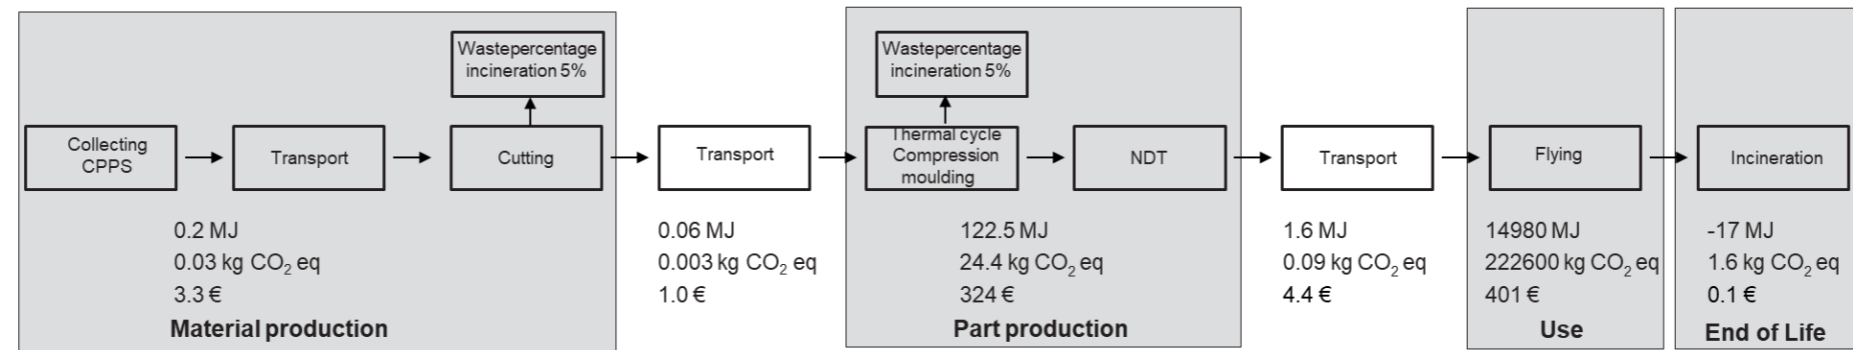 Wastepercentage
incineration 5%
Collecting
CPPS
Transport
Cutting
0.2 MJ
0.03 kg CO₂ eq
3.3 €
Material production
Transport
0.06 MJ
0.003 kg CO₂ eq
1.0 €
Wastepercentage
incineration 5%
Thermal cycle
Compression
moulding
NDT
122.5 MJ
24.4 kg CO₂ eq
324 €
Part production
Transport
1.6 MJ
0.09 kg CO₂ eq
4.4 €
Flying
14980 MJ
222600 kg CO₂ eq
401 €
Use
Incineration
-17 MJ
1.6 kg CO₂ eq
0.1 €
End of Life